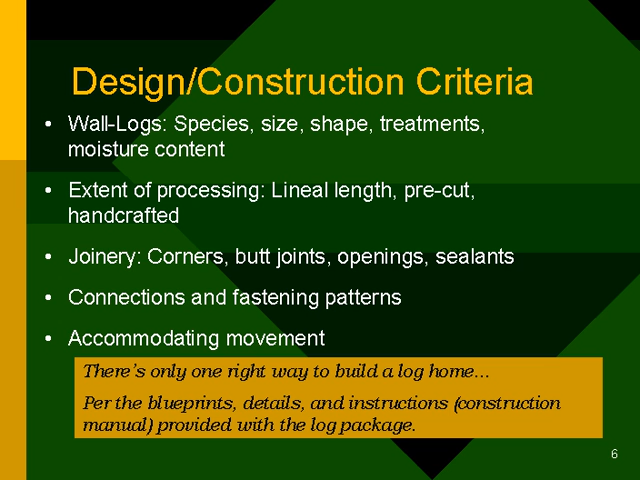 Design/Construction Criteria
• Wall-Logs: Species, size, shape, treatments,
moisture content
• Extent of processing: Lineal length, pre-cut,
handcrafted
• Joinery: Corners, butt joints, openings, sealants
• Connections and fastening patterns
• Accommodating movement
There's only one right way to build a log home…
Per the blueprints, details, and instructions (construction
manual) provided with the log package.
6